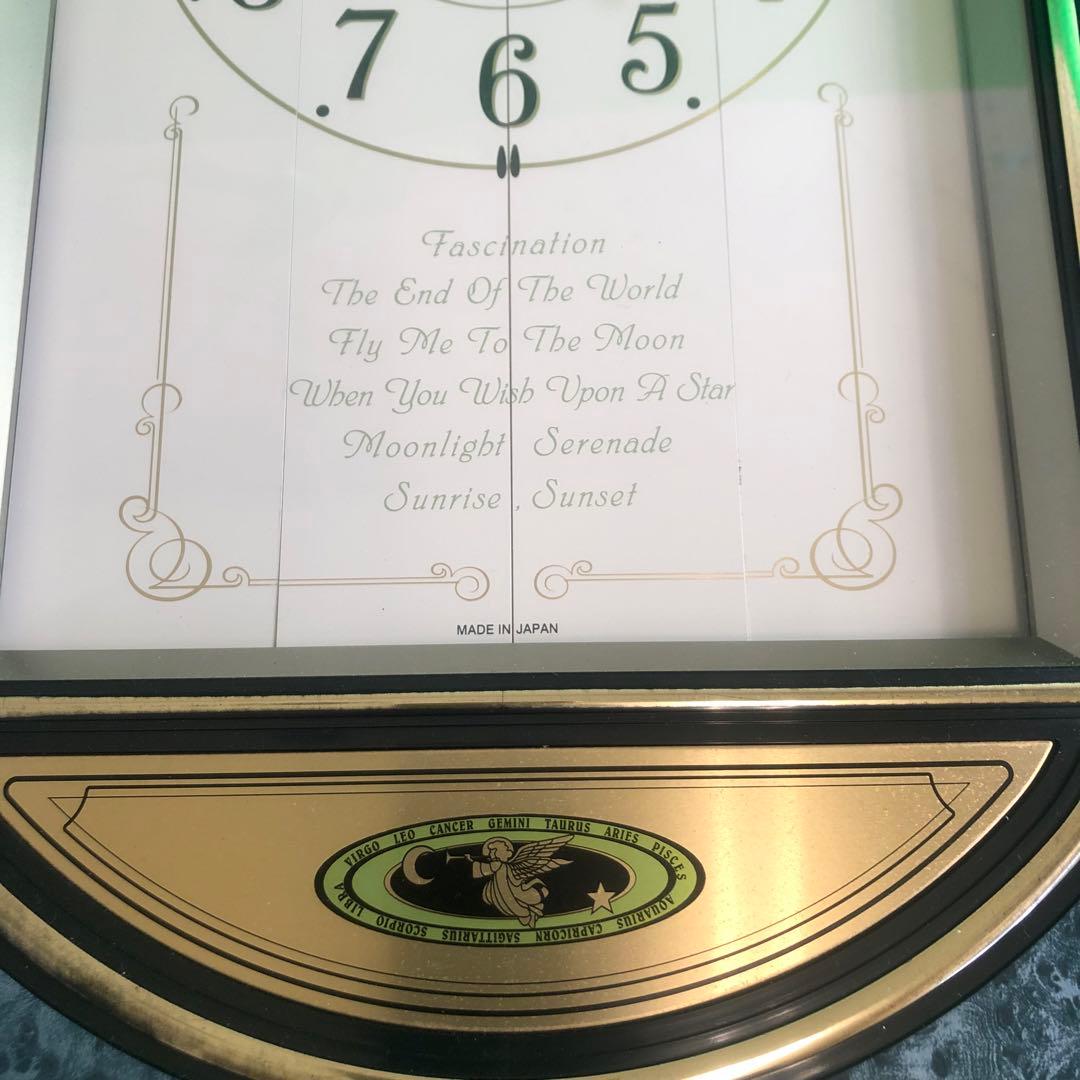 7 6 5
Fascination
The End Of The World
Fly Me To The Moon
When You Wish Upon A Star
Moonlight Serenade
Sunrise , Sunset
MADE IN JAPAN
VIRGO LEO CANCER GEMINI TAURUS ARIES PISCES
AQUARIUS CAPRICORN SAGITTARIUS SCORPIO LIBRA